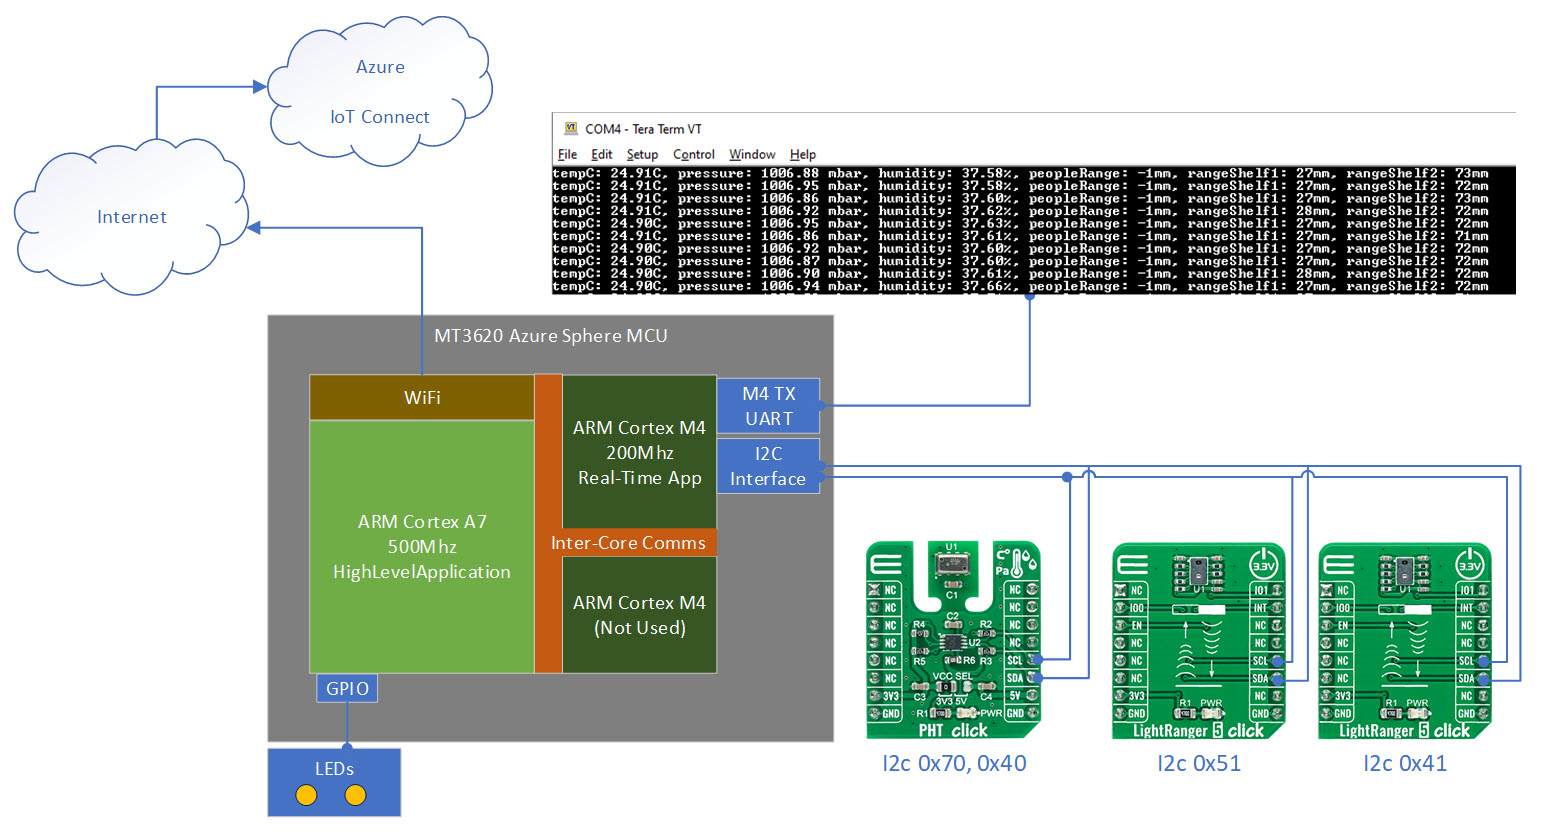 Azure
IoT Connect
Internet
COM4 - Tera Term VT
File Edit Setup Control Window Help
tempC: 24.91C, pressure: 1006.88 mbar, humidity: 37.58%, peopleRange: -1mm, rangeShelf1: 27mm, rangeShelf2: 73mm
tempC: 24.91C, pressure: 1006.95 mbar, humidity: 37.58%, peopleRange: -1mm, rangeShelf1: 27mm, rangeShelf2: 72mm
tempC: 24.91C, pressure: 1006.86 mbar, humidity: 37.60%, peopleRange: -1mm, rangeShelf1: 27mm, rangeShelf2: 73mm
tempC: 24.91C, pressure: 1006.92 mbar, humidity: 37.62%, peopleRange: -1mm, rangeShelf1: 28mm, rangeShelf2: 72mm
tempC: 24.90C, pressure: 1006.95 mbar, humidity: 37.63%, peopleRange: -1mm, rangeShelf1: 27mm, rangeShelf2: 72mm
tempC: 24.91C, pressure: 1006.86 mbar, humidity: 37.61%, peopleRange: -1mm, rangeShelf1: 27mm, rangeShelf2: 71mm
tempC: 24.90C, pressure: 1006.92 mbar, humidity: 37.60%, peopleRange: -1mm, rangeShelf1: 27mm, rangeShelf2: 72mm
tempC: 24.90C, pressure: 1006.87 mbar, humidity: 37.60%, peopleRange: -1mm, rangeShelf1: 27mm, rangeShelf2: 72mm
tempC: 24.90C, pressure: 1006.90 mbar, humidity: 37.61%, peopleRange: -1mm, rangeShelf1: 28mm, rangeShelf2: 72mm
tempC: 24.90C, pressure: 1006.94 mbar, humidity: 37.66%, peopleRange: -1mm, rangeShelf1: 27mm, rangeShelf2: 72mm
MT3620 Azure Sphere MCU
WiFi
ARM Cortex A7
500Mhz
HighLevelApplication
ARM Cortex M4
200Mhz
Real-Time App
Inter-Core Comms
ARM Cortex M4
(Not Used)
M4 TX
UART
I2C
Interface
GPIO
LEDs
U1
C°
Pa
C1
NC
NC
NC
NC
NC
NC
3V3
GND
NC
NC
NC
NC
SCL
SDA
5V
GND
C2
R4
R2
U2
R5
R6
R3
VCC SEL
C3
3V3 5V
C4
R1
PWR
PHT click
I2c 0x70, 0x40
3.3V
U1
NC
IO0
EN
NC
NC
NC
3V3
GND
IO1
INT
NC
NC
SCL
SDA
NC
GND
R1
PWR
LightRanger 5 click
I2c 0x51
3.3V
U1
NC
IO0
EN
NC
NC
NC
3V3
GND
IO1
INT
NC
NC
SCL
SDA
NC
GND
R1
PWR
LightRanger 5 click
I2c 0x41